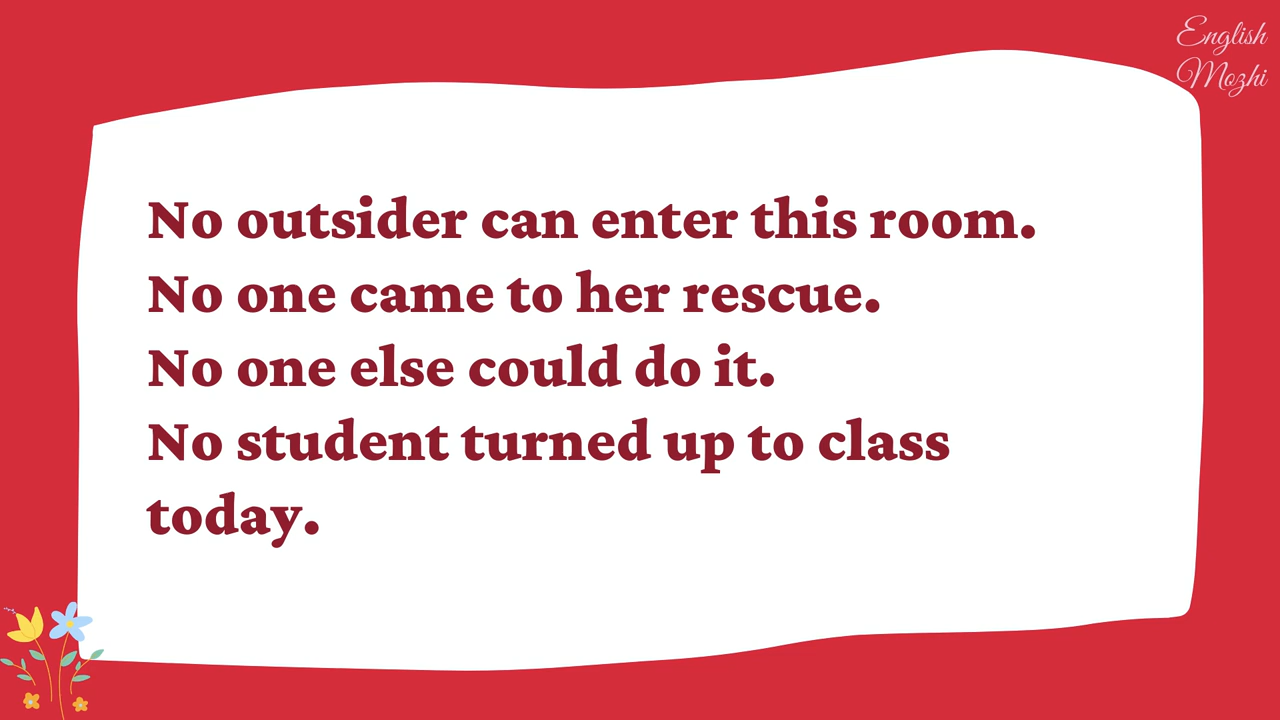 English
Mozhi
No outsider can enter this room.
No one came to her rescue.
No one else could do it.
No student turned up to class
today.